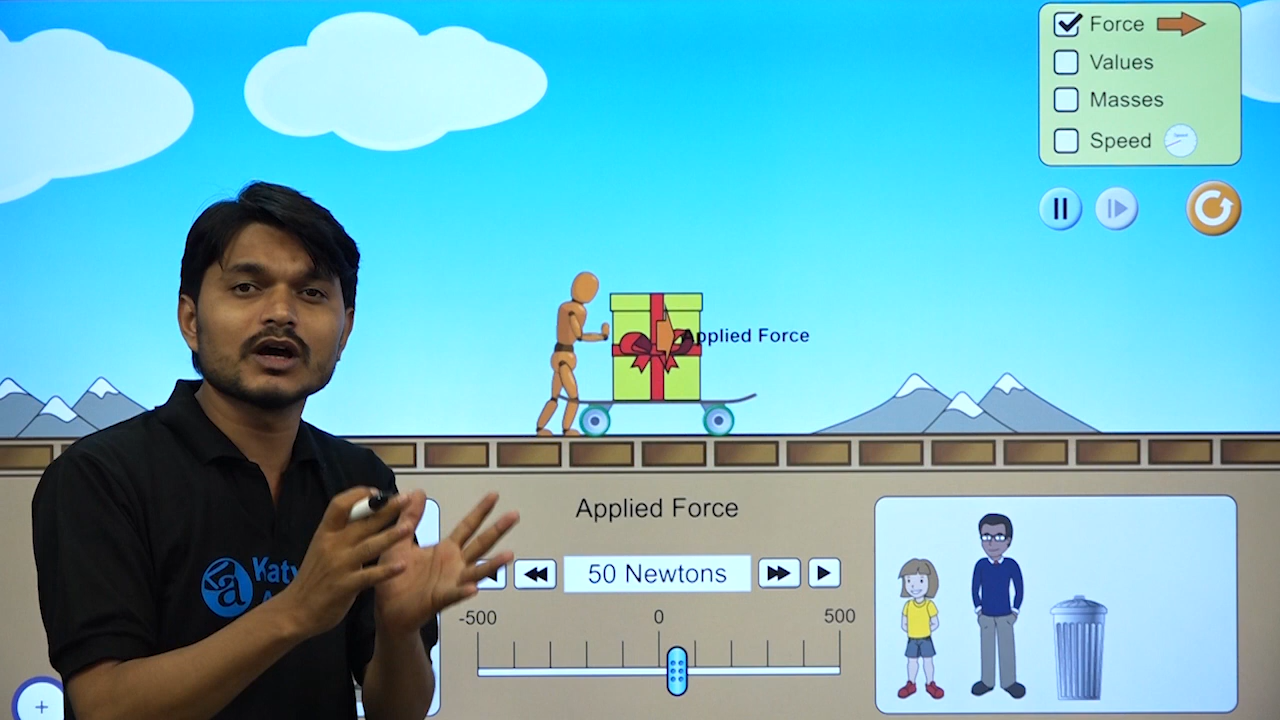 Force
Values
Masses
Speed
Applied Force
Applied Force
50 Newtons
-500 0 500